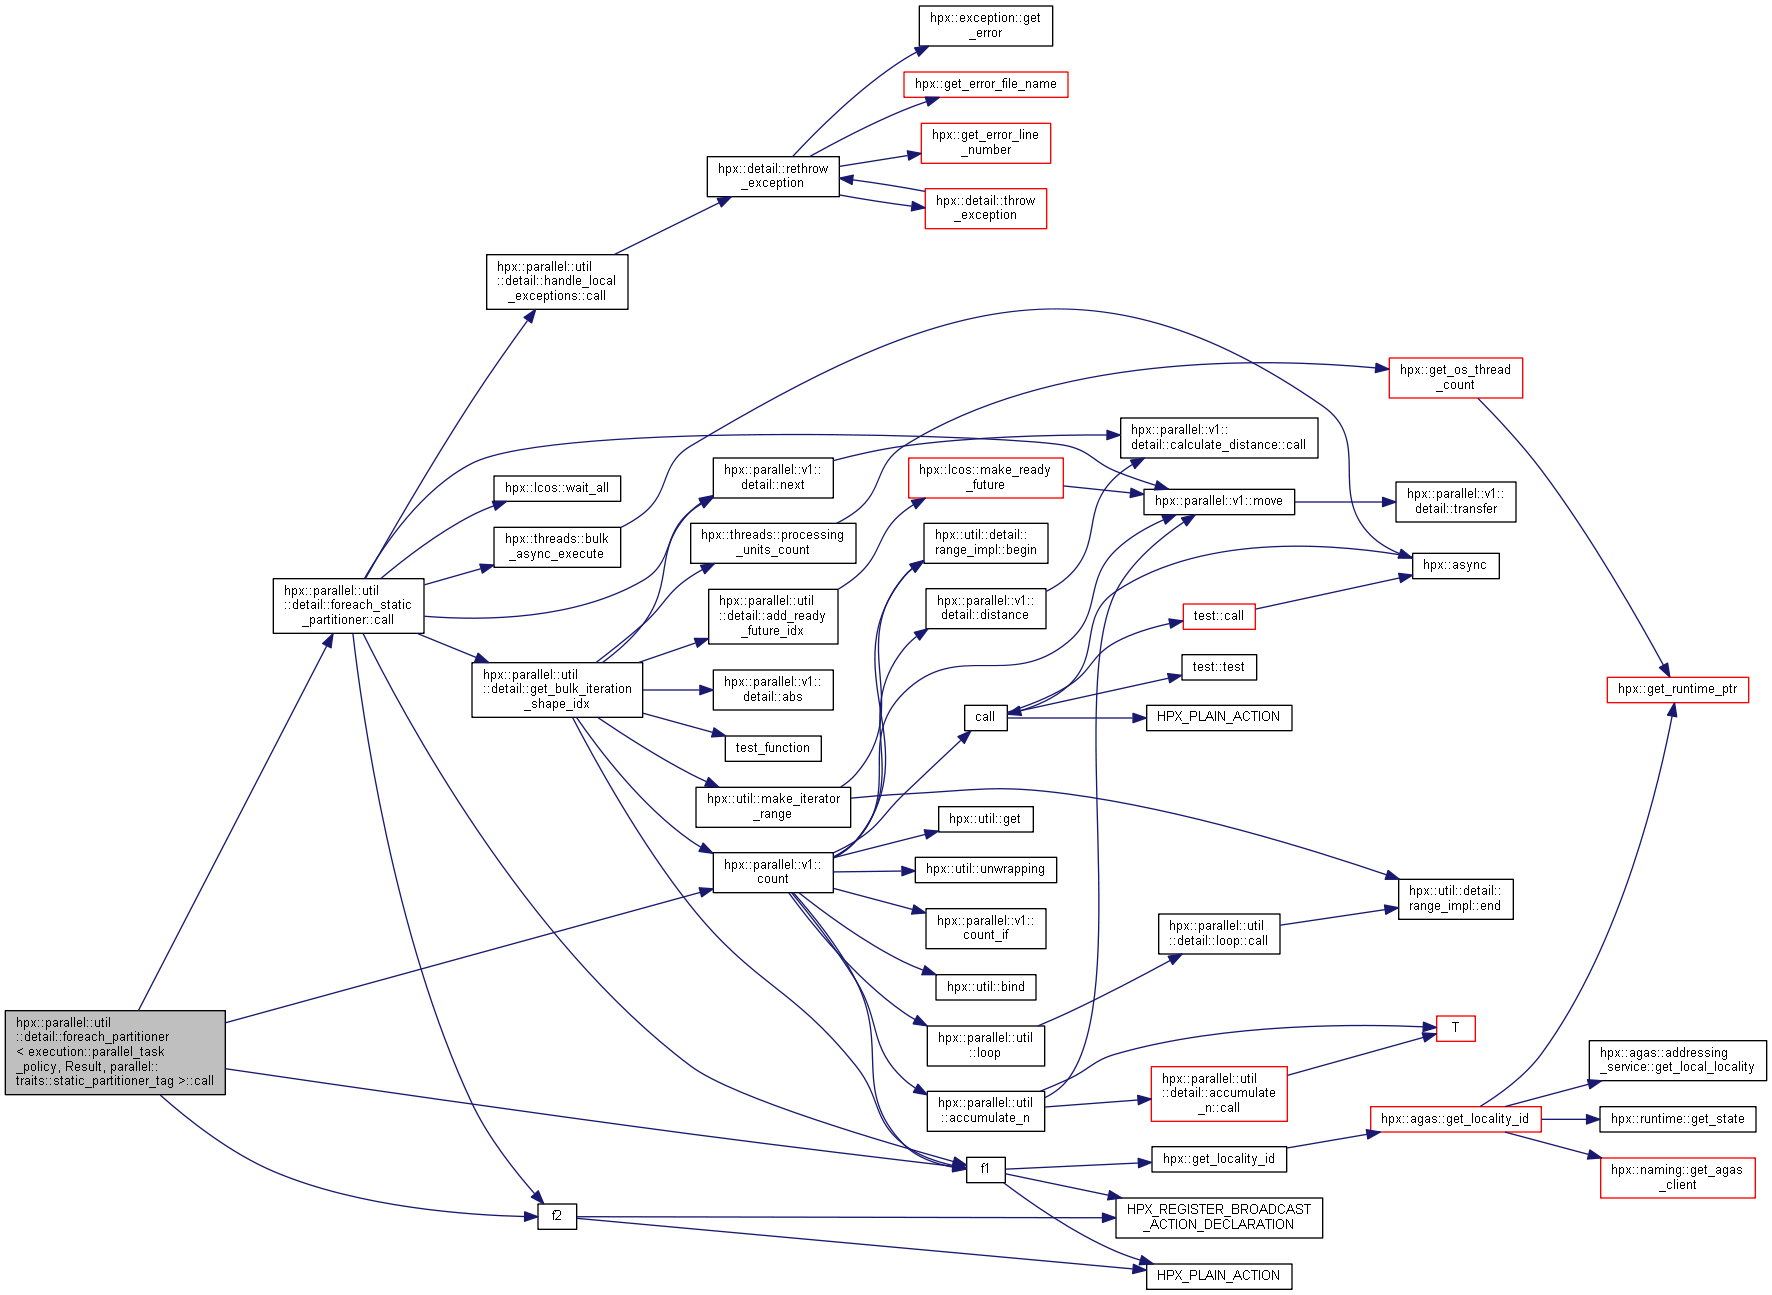 hpx::exception::get
_error
hpx::get_error_file_name
hpx::get_error_line
_number
hpx::detail::rethrow
_exception
hpx::detail::throw
_exception
hpx::parallel::util
::detail::handle_local
_exceptions::call
hpx::get_os_thread
_count
hpx::parallel::v1::
detail::calculate_distance::call
hpx::parallel::v1::
detail::next
hpx::lcos::make_ready
_future
hpx::lcos::wait_all
hpx::parallel::v1::move
hpx::parallel::v1::
detail::transfer
hpx::threads::bulk
_async_execute
hpx::threads::processing
_units_count
hpx::util::detail::
range_impl::begin
hpx::async
hpx::parallel::util
::detail::foreach_static
_partitioner::call
hpx::parallel::util
::detail::add_ready
_future_idx
hpx::parallel::v1::
detail::distance
test::call
test::test
hpx::parallel::util
::detail::get_bulk_iteration
_shape_idx
hpx::parallel::v1::
detail::abs
hpx::get_runtime_ptr
call
HPX_PLAIN_ACTION
test_function
hpx::util::make_iterator
_range
hpx::util::get
hpx::parallel::v1::
count
hpx::util::unwrapping
hpx::util::detail::
range_impl::end
hpx::parallel::v1::
count_if
hpx::parallel::util
::detail::loop::call
hpx::util::bind
hpx::parallel::util
::detail::foreach_partitioner
< execution::parallel_task
_policy, Result, parallel::
traits::static_partitioner_tag >::call
hpx::parallel::util
::loop
T
hpx::agas::addressing
_service::get_local_locality
hpx::parallel::util
::detail::accumulate
_n::call
hpx::parallel::util
::accumulate_n
hpx::agas::get_locality_id
hpx::runtime::get_state
hpx::get_locality_id
f1
hpx::naming::get_agas
_client
f2
HPX_REGISTER_BROADCAST
_ACTION_DECLARATION
HPX_PLAIN_ACTION